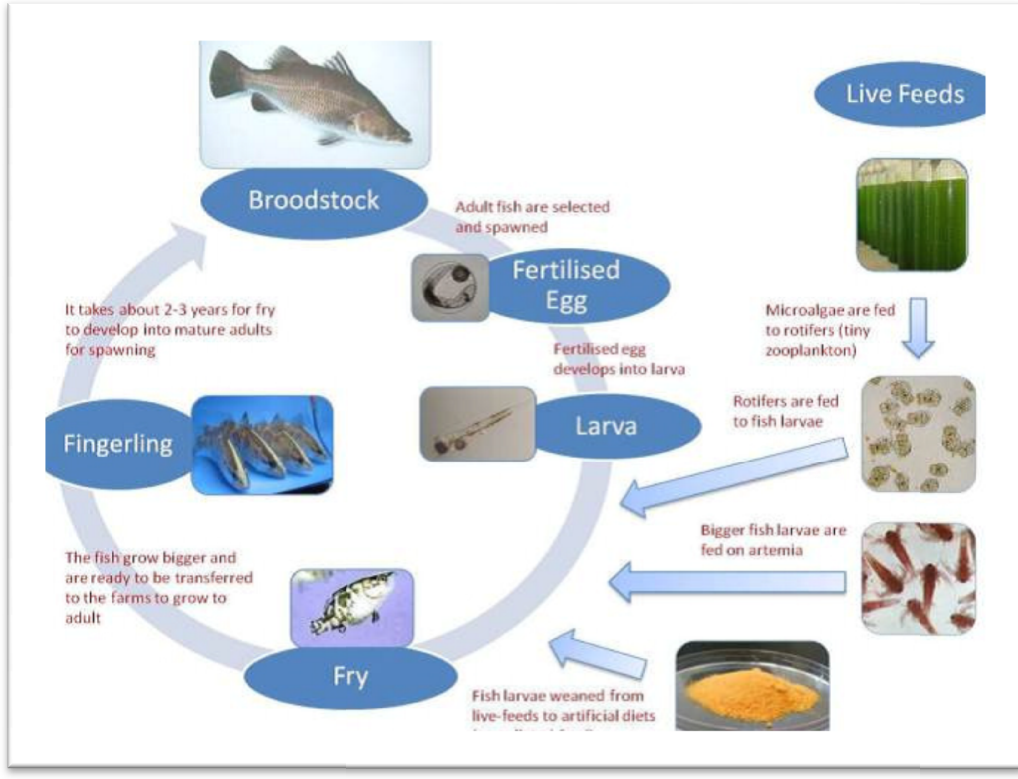 Broodstock
Live Feeds
Adult fish are selected
and spawned
Fertilised
Egg
Fertilised egg
develops into larva
Larva
Microalgae are fed
to rotifers (tiny
zooplankton)
Rotifers are fed
to fish larvae
Bigger fish larvae are
fed on artemia
Fish larvae weaned from
live-feeds to artificial diets
Fry
The fish grow bigger and
are ready to be transferred
to the farms to grow to
adult
Fingerling
It takes about 2-3 years for fry
to develop into mature adults
for spawning